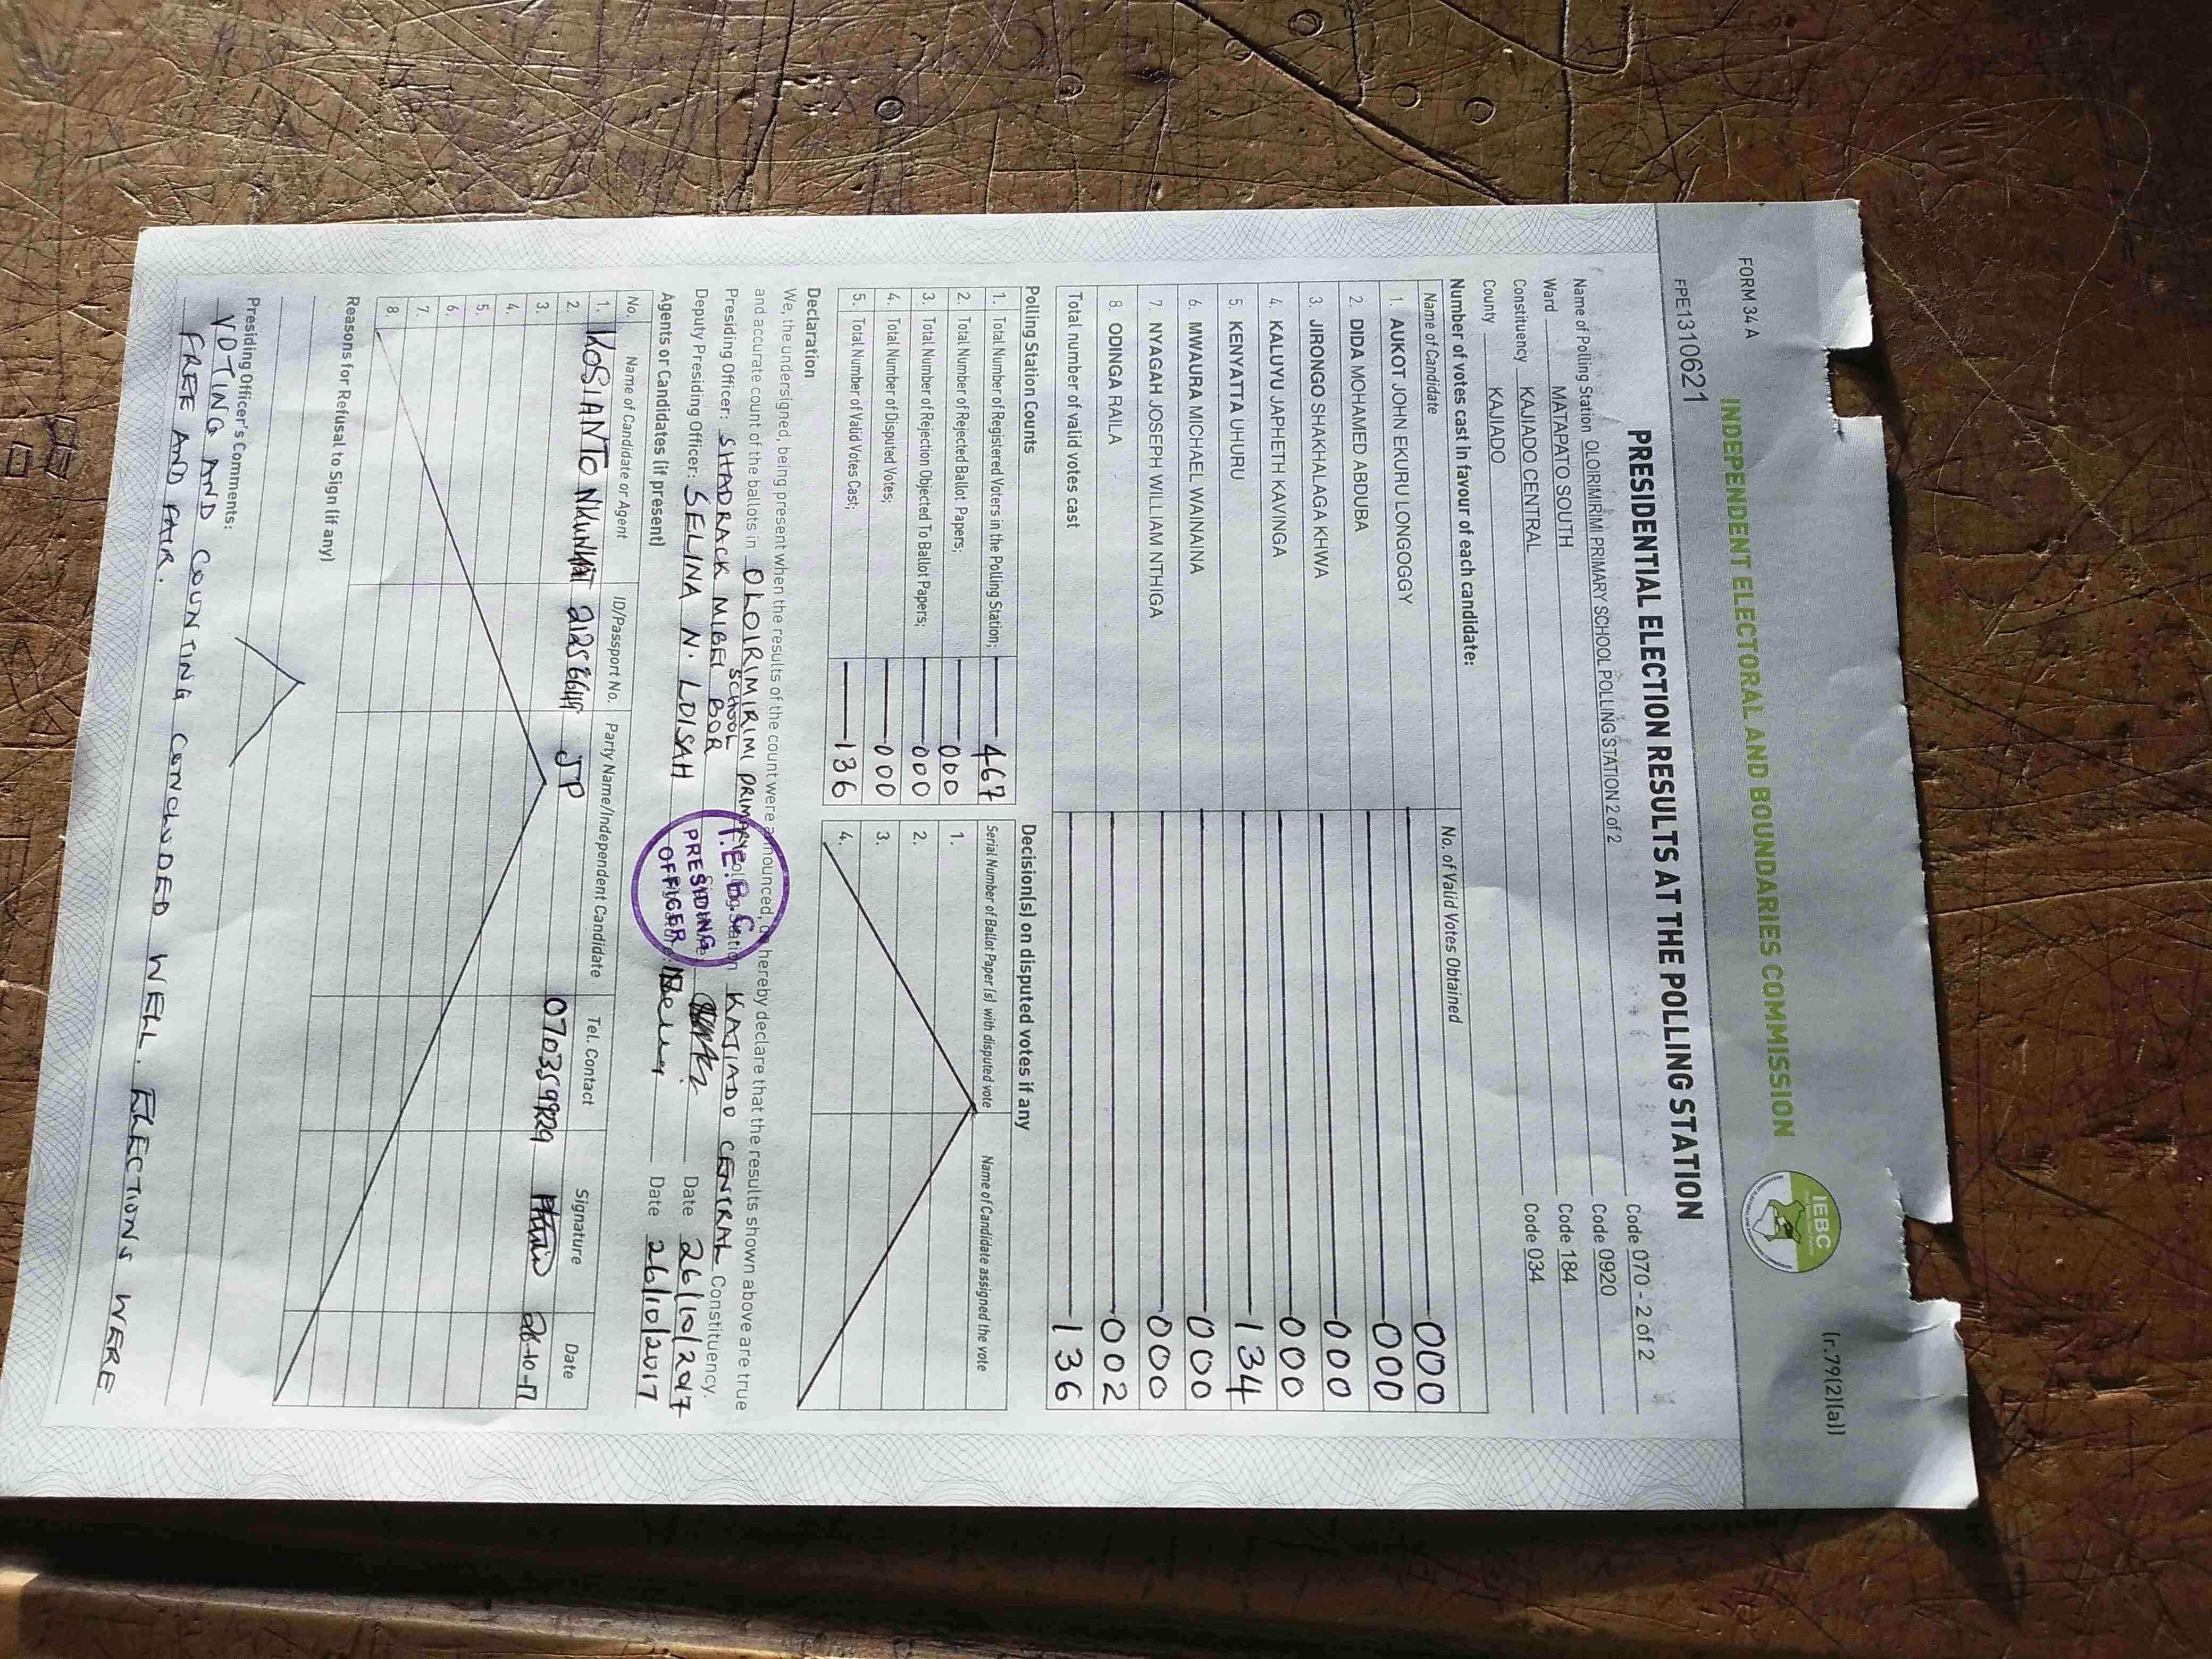 FORM 34 A
(r.79(2)(a))
INDEPENDENT ELECTORAL AND BOUNDARIES COMMISSION
IEBC
FPE1310621
PRESIDENTIAL ELECTION RESULTS AT THE POLLING STATION
Name of Polling Station OLOIRIMIRIMI PRIMARY SCHOOL POLLING STATION 2 of 2 Code 070 - 2 of 2
Ward MATAPATO SOUTH Code 0920
Constituency KAJIADO CENTRAL Code 184
County KAJIADO Code 034
Number of votes cast in favour of each candidate:
Name of Candidate No. of Valid Votes Obtained
1. AUKOT JOHN EKURU LONGOGGY 000
2. DIDA MOHAMED ABDUBA 000
3. JIRONGO SHAKHALAGA KHWA 000
4. KALUYU JAPHETH KAVINGA 000
5. KENYATTA UHURU 134
6. MWAURA MICHAEL WAINAINA 000
7. NYAGAH JOSEPH WILLIAM NTHIGA 000
8. ODINGA RAILA 002
Total number of valid votes cast 136
Polling Station Counts
1. Total Number of Registered Voters in the Polling Station; 467
2. Total Number of Rejected Ballot Papers; 000
3. Total Number of Rejection Objected To Ballot Papers; 000
4. Total Number of Disputed Votes; 000
5. Total Number of Valid Votes Cast; 136
Decision(s) on disputed votes if any
Serial Number of Ballot Paper(s) with disputed vote Name of Candidate assigned the vote
1.
2.
3.
4.
Declaration
We, the undersigned, being present when the results of the count were announced, do hereby declare that the results shown above are true
and accurate count of the ballots in OLOIRIMIRIMI PRIMARY SCHOOL Polling Station KAJIADO CENTRAL Constituency.
Presiding Officer: SHADRACK MIBEI BOR Date 26/10/2017
Deputy Presiding Officer: SELINA N. LOISAH Date 26/10/2017
I.E.B.C
PRESIDING
OFFICER
Agents or Candidates (if present)
No. Name of Candidate or Agent ID/Passport No. Party Name/Independent Candidate Tel. Contact Signature Date
1. KOSIANTO JP 0703599829 26-10-17
2.
3.
4.
5.
6.
7.
8.
Reasons for Refusal to Sign (if any)
Presiding Officer's Comments:
VOTING AND COUNTING CONCLUDED WELL. ELECTIONS WERE
FREE AND FAIR.